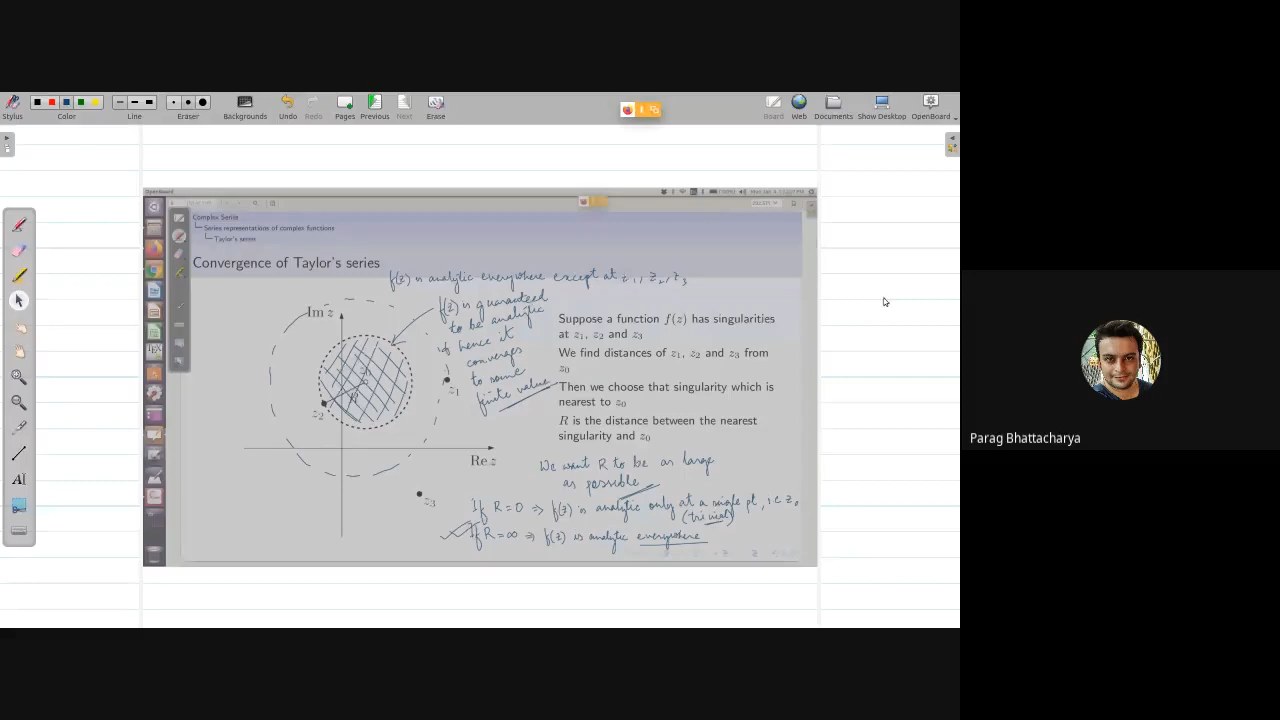 Stylus
Color
Line
Eraser
Backgrounds
Undo
Redo
Pages
Previous
Next
Erase
Board
Web
Documents
Show Desktop
OpenBoard
OpenBoard
Complex Series
Series representations of complex functions
Taylor's series
Convergence of Taylor's series
f(z) is analytic everywhere except at z₁, z₂, z₃
f(z) is guaranteed
to be analytic
hence it
converges
to some
finite value
Im z
z₁
z₂
R
Re z
z₃
Suppose a function f(z) has singularities
at z₁, z₂ and z₃
We find distances of z₁, z₂ and z₃ from
z₀
Then we choose that singularity which is
nearest to z₀
R is the distance between the nearest
singularity and z₀
We want R to be as large
as possible
If R=0 ⇒ f(z) is analytic only at a single pt, i.e z₀
(trivial)
If R=∞ ⇒ f(z) is analytic everywhere
Parag Bhattacharya